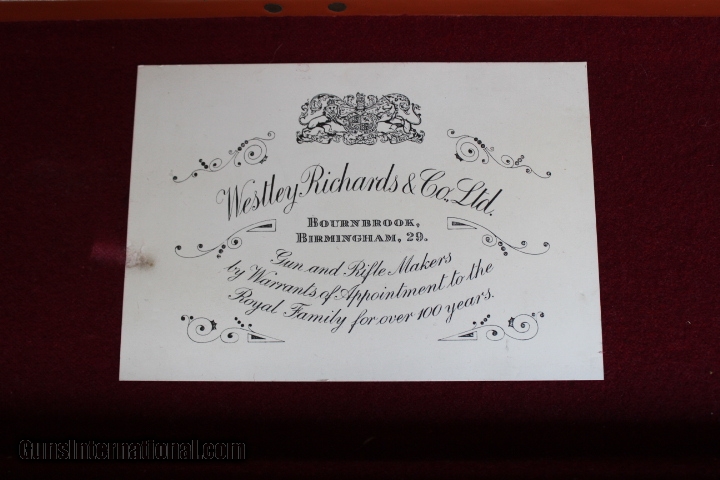 Westley Richards & Co., Ltd.
Bournbrook,
Birmingham, 29.
Gun and Rifle Makers
by Warrants of Appointment to the
Royal Family for over 100 years.
GunsInternational.com